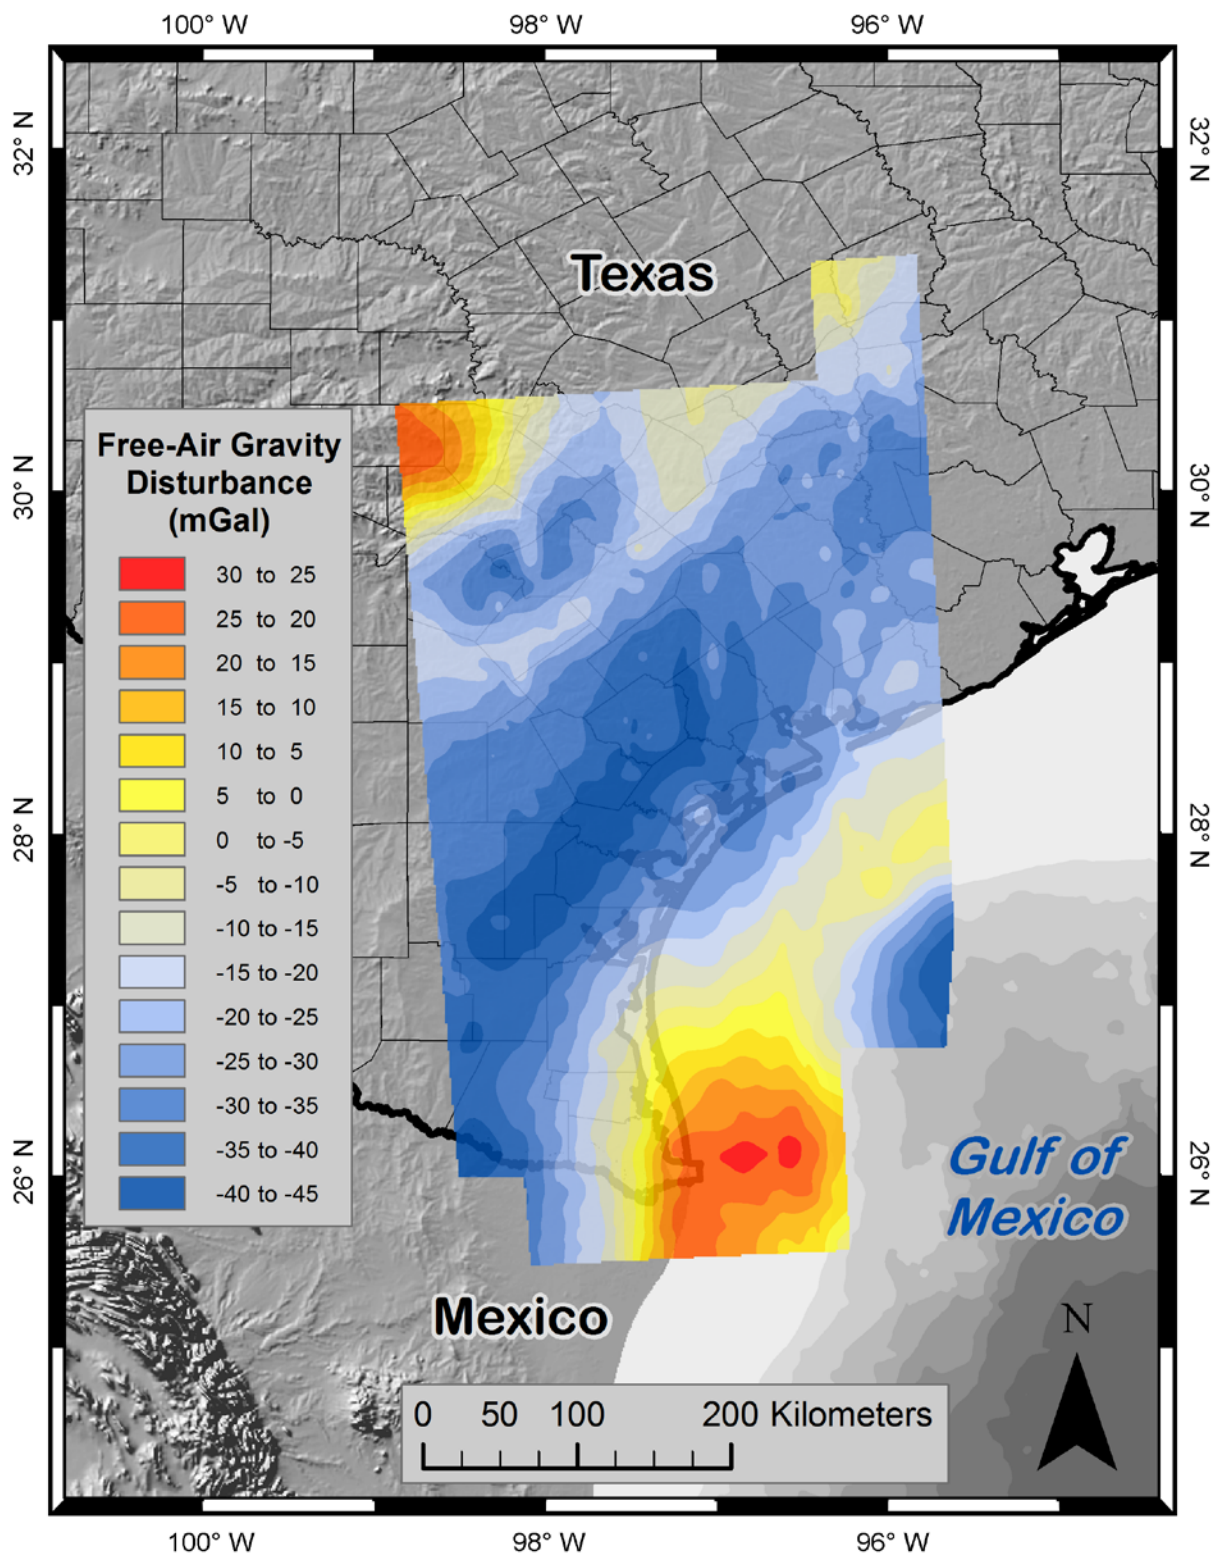 100° W 98° W 96° W
32° N 32° N
Texas
Free-Air Gravity
Disturbance
(mGal)
30° N 30° N
30 to 25
25 to 20
20 to 15
15 to 10
10 to 5
5 to 0
0 to -5
-5 to -10
-10 to -15
-15 to -20
-20 to -25
-25 to -30
-30 to -35
-35 to -40
-40 to -45
28° N 28° N
26° N 26° N
Gulf of
Mexico
Mexico
N
0 50 100 200 Kilometers
100° W 98° W 96° W